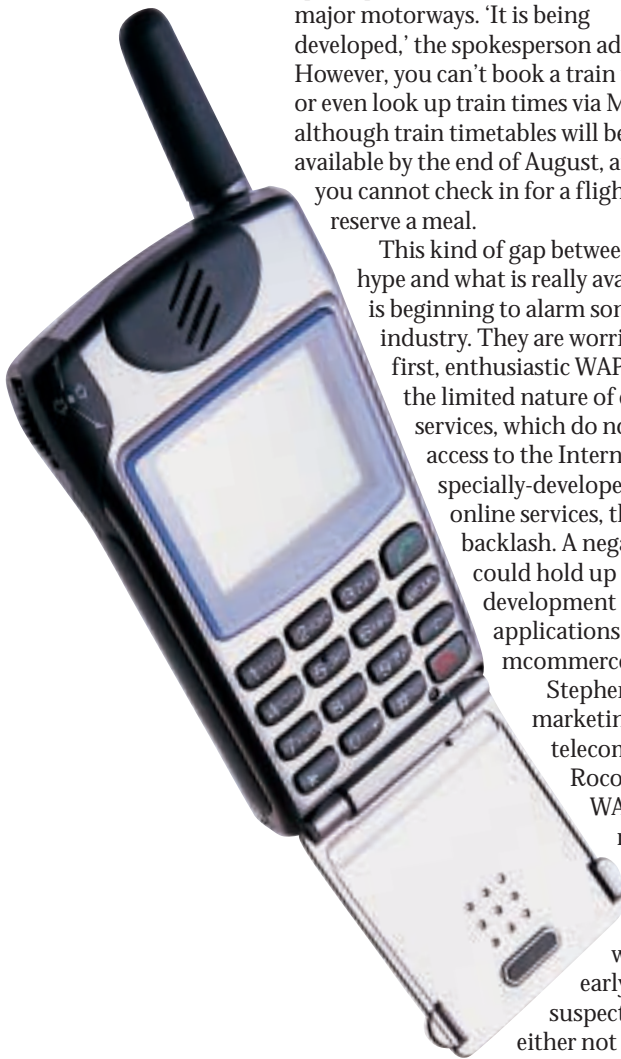 major motorways. ‘It is being
developed,’ the spokesperson ad
However, you can’t book a train
or even look up train times via M
although train timetables will be
available by the end of August, a
you cannot check in for a flight
reserve a meal.
This kind of gap between
hype and what is really ava
is beginning to alarm som
industry. They are worri
first, enthusiastic WAP
the limited nature of
services, which do no
access to the Intern
specially-develope
online services, th
backlash. A nega
could hold up
development
applications
mcommerce
Stephen
marketin
telecon
Roco
WA
early
suspect
either not